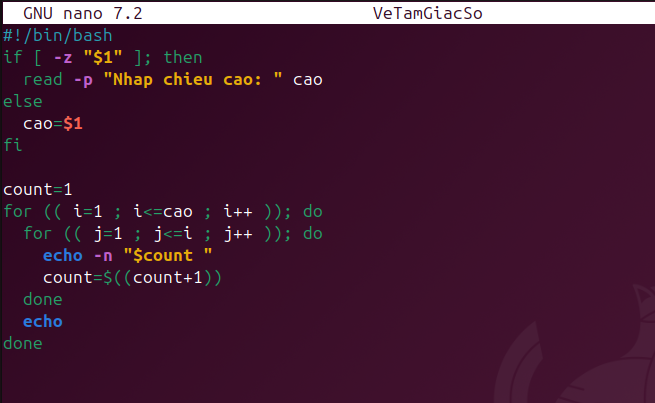 GNU nano 7.2 VeTamGiacSo
#!/bin/bash
if [ -z "$1" ]; then
  read -p "Nhap chieu cao: " cao
else
  cao=$1
fi

count=1
for (( i=1 ; i<=cao ; i++ )); do
  for (( j=1 ; j<=i ; j++ )); do
    echo -n "$count "
    count=$((count+1))
  done
  echo
done